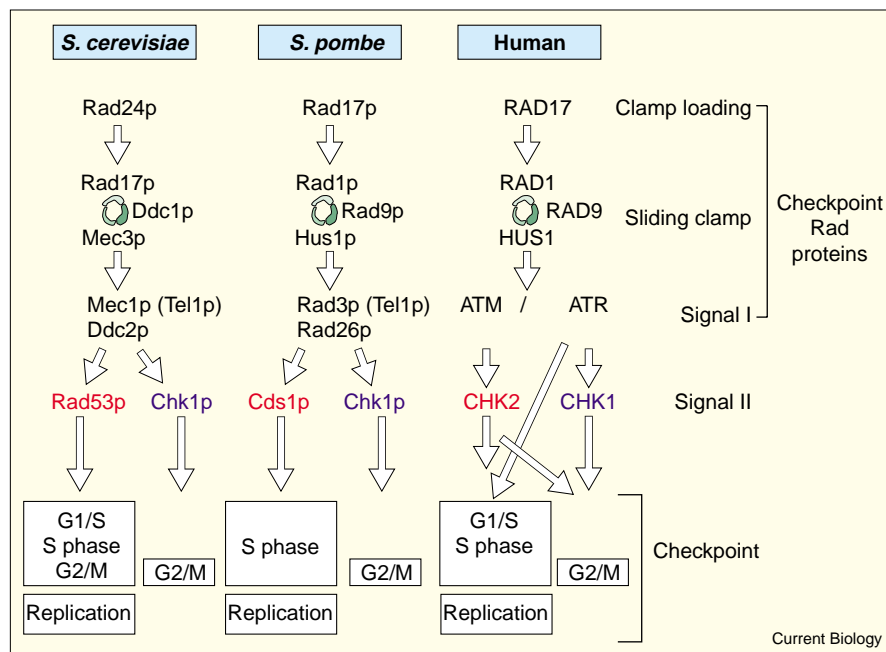 S. cerevisiae S. pombe Human
Rad24p Rad17p RAD17 Clamp loading
Rad17p Rad1p RAD1
Ddc1p Rad9p RAD9 Sliding clamp
Mec3p Hus1p HUS1
Checkpoint
Rad
proteins
Mec1p (Tel1p) Rad3p (Tel1p) ATM / ATR Signal I
Ddc2p Rad26p
Rad53p Chk1p Cds1p Chk1p CHK2 CHK1 Signal II
G1/S
S phase
G2/M
G2/M
S phase
G2/M
G1/S
S phase
G2/M
Checkpoint
Replication Replication Replication
Current Biology